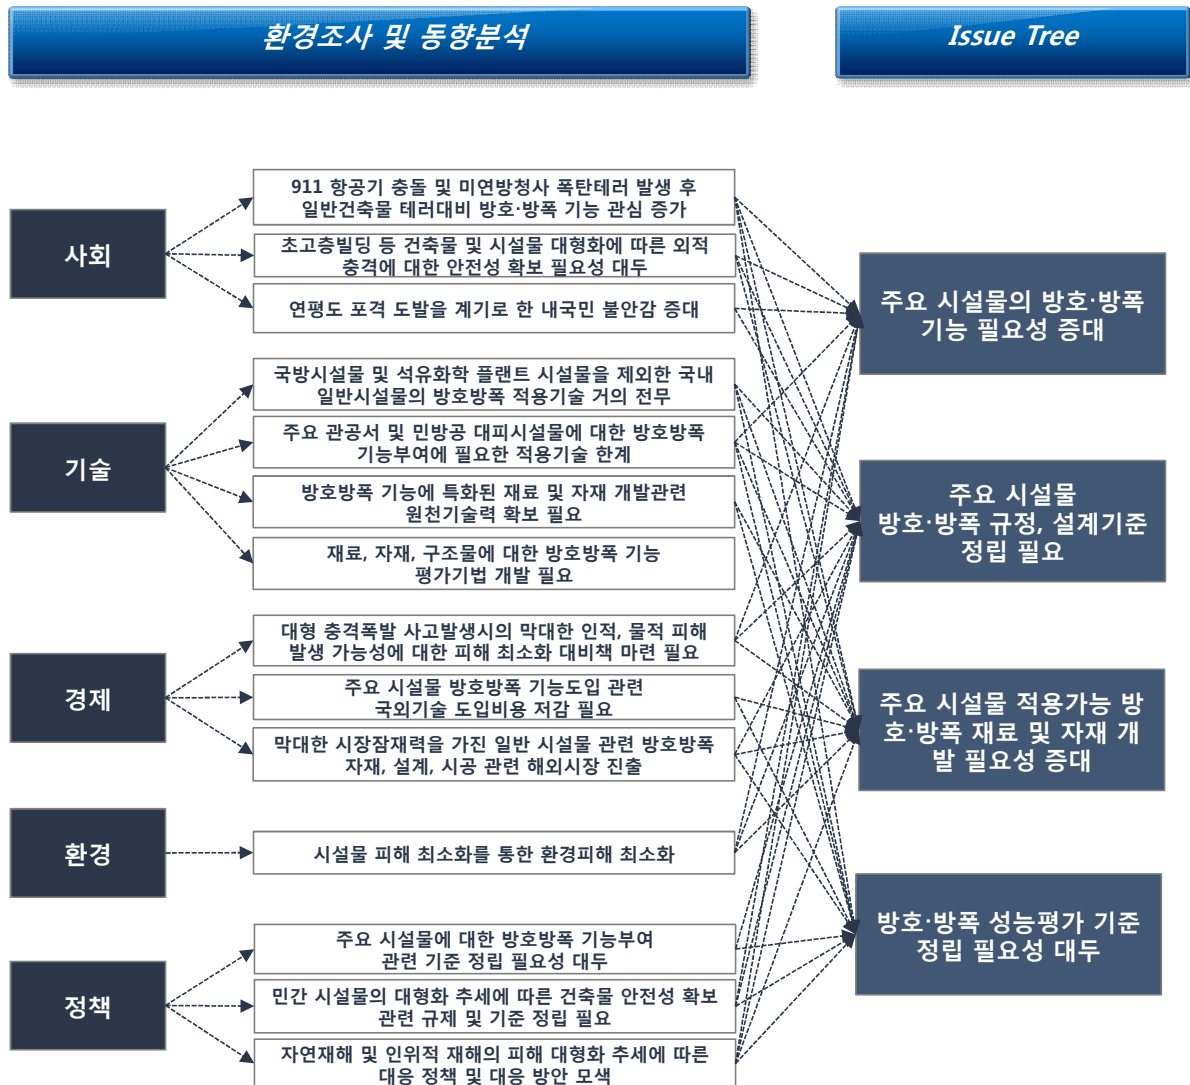 환경조사 및 동향분석
Issue Tree
사회
911 항공기 충돌 및 미연방청사 폭탄테러 발생 후
일반건축물 테러대비 방호·방폭 기능 관심 증가
초고층빌딩 등 건축물 및 시설물 대형화에 따른 외적
충격에 대한 안전성 확보 필요성 대두
연평도 포격 도발을 계기로 한 내국민 불안감 증대
기술
국방시설물 및 석유화학 플랜트 시설물을 제외한 국내
일반시설물의 방호방폭 적용기술 거의 전무
주요 관공서 및 민방공 대피시설물에 대한 방호방폭
기능부여에 필요한 적용기술 한계
방호방폭 기능에 특화된 재료 및 자재 개발관련
원천기술력 확보 필요
재료, 자재, 구조물에 대한 방호방폭 기능
평가기법 개발 필요
경제
대형 충격폭발 사고발생시의 막대한 인적, 물적 피해
발생 가능성에 대한 피해 최소화 대비책 마련 필요
주요 시설물 방호방폭 기능도입 관련
국외기술 도입비용 저감 필요
막대한 시장잠재력을 가진 일반 시설물 관련 방호방폭
자재, 설계, 시공 관련 해외시장 진출
환경
시설물 피해 최소화를 통한 환경피해 최소화
정책
주요 시설물에 대한 방호방폭 기능부여
관련 기준 정립 필요성 대두
민간 시설물의 대형화 추세에 따른 건축물 안전성 확보
관련 규제 및 기준 정립 필요
자연재해 및 인위적 재해의 피해 대형화 추세에 따른
대응 정책 및 대응 방안 모색
주요 시설물의 방호·방폭
기능 필요성 증대
주요 시설물
방호·방폭 규정, 설계기준
정립 필요
주요 시설물 적용가능 방
호·방폭 재료 및 자재 개
발 필요성 증대
방호·방폭 성능평가 기준
정립 필요성 대두